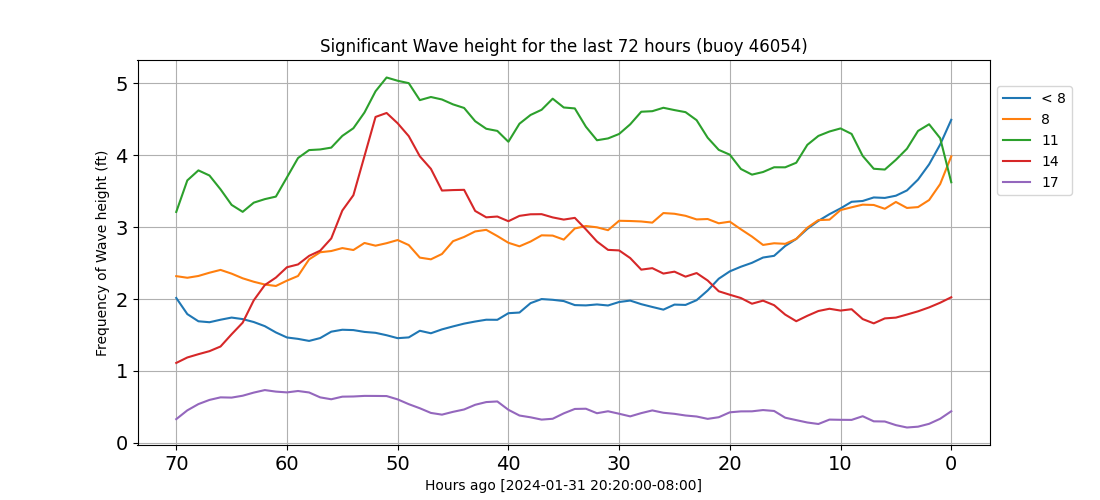 Significant Wave height for the last 72 hours (buoy 46054)
Frequency of Wave height (ft)
5
4
3
2
1
0
70 60 50 40 30 20 10 0
Hours ago [2024-01-31 20:20:00-08:00]
< 8
8
11
14
17